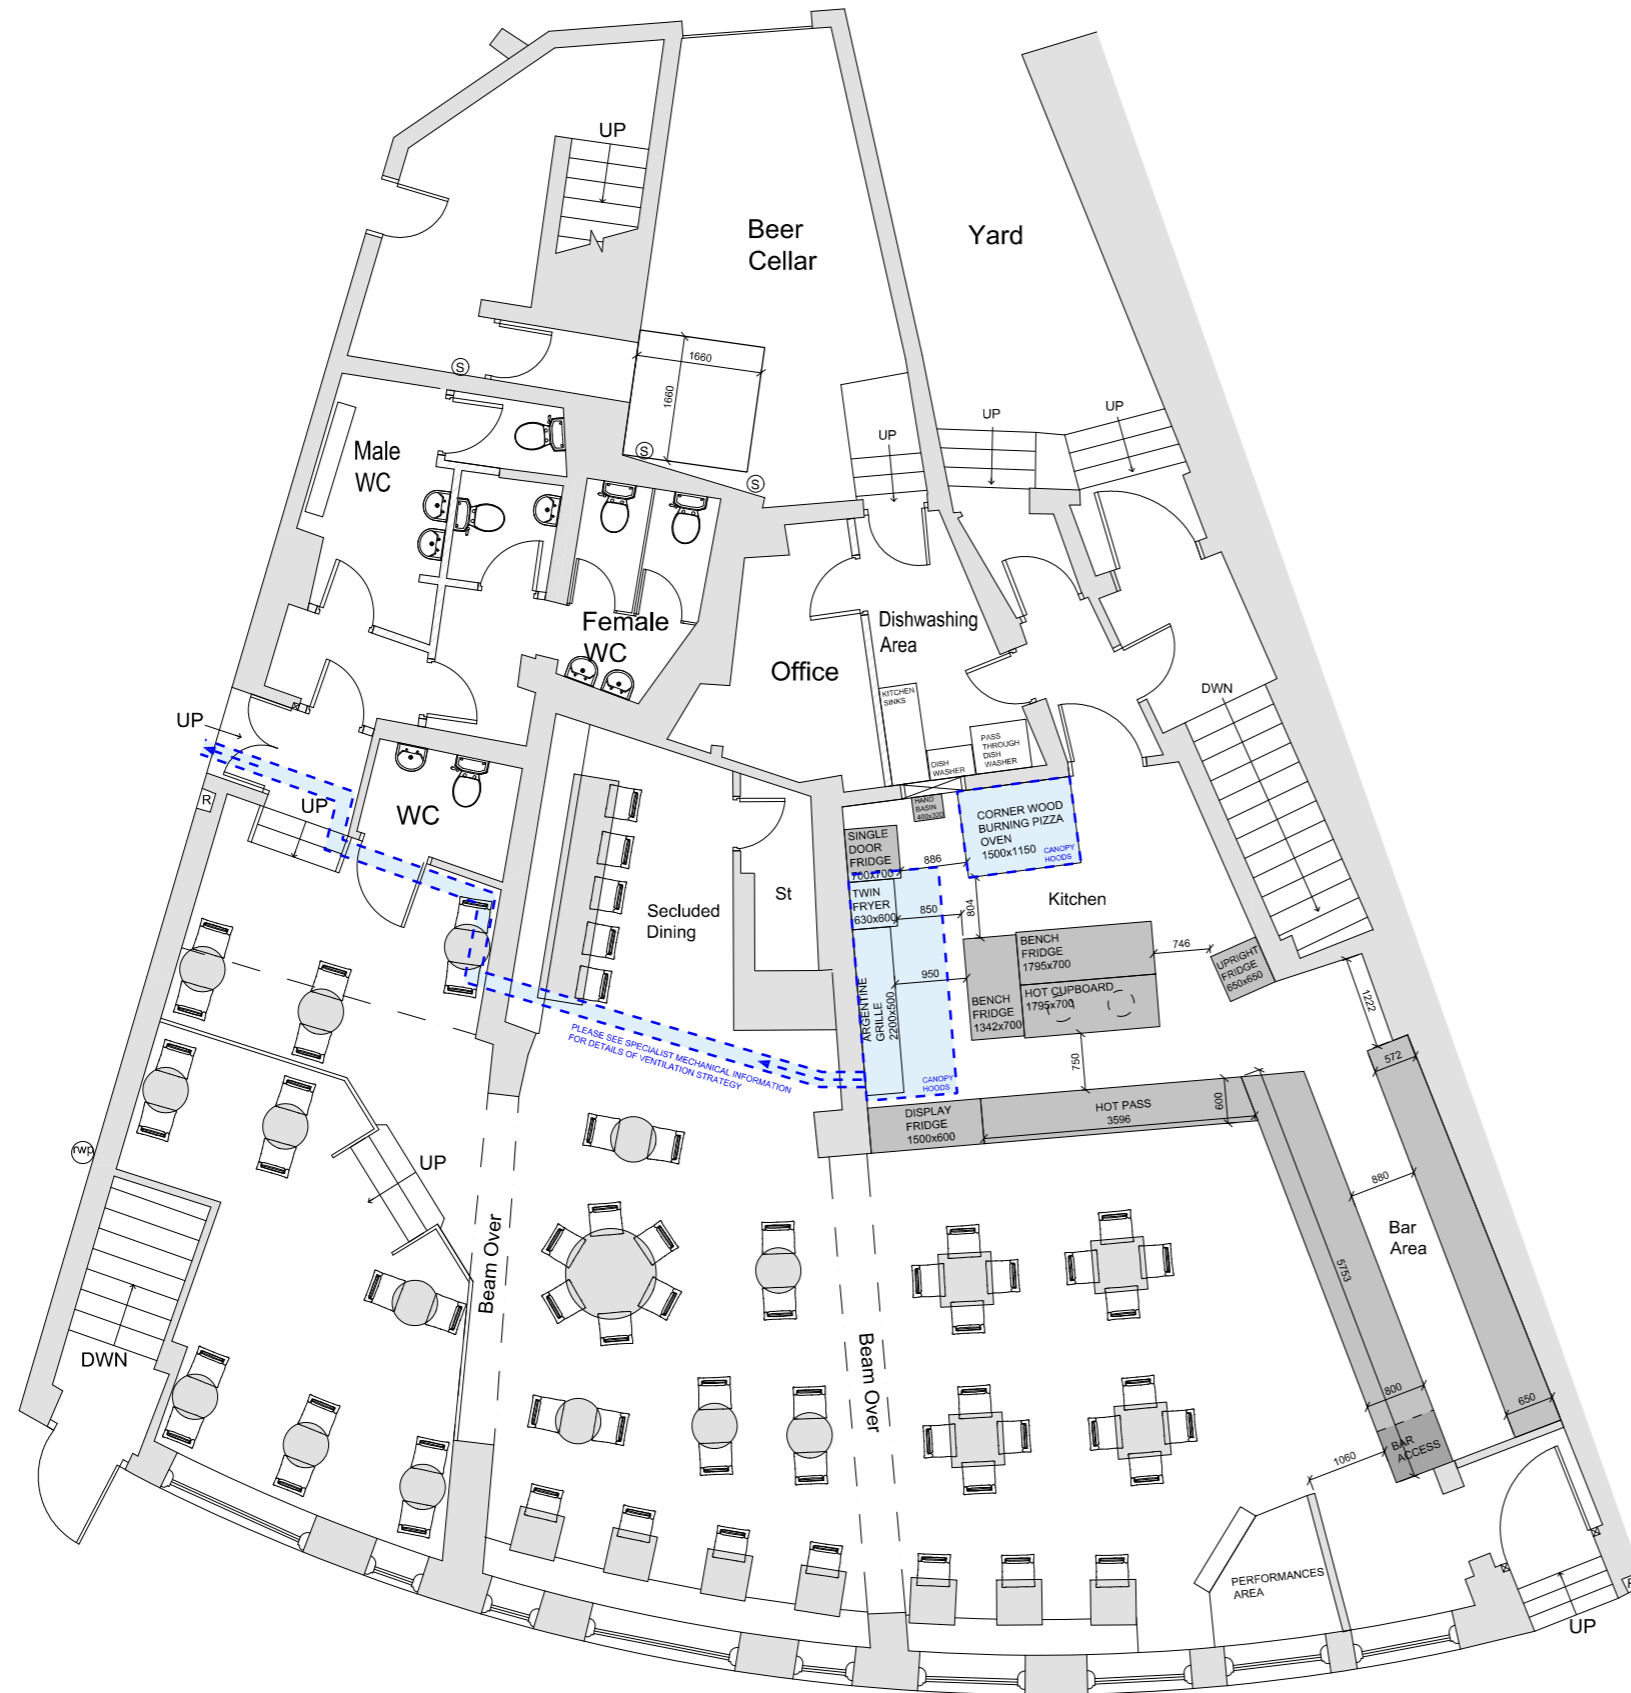 UP
Beer
Cellar
Yard
1660
1660
S
S
S
UP
UP
UP
Male
WC
Female
WC
Dishwashing
Area
Office
KITCHEN
SINKS
DISH
WASHER
PASS
THROUGH
DISH
WASHER
DWN
UP
UP
R
WC
HAND
BASIN
400x320
CORNER WOOD
BURNING PIZZA
OVEN
1500x1150
CANOPY
HOODS
SINGLE
DOOR
FRIDGE
700x700
886
804
TWIN
FRYER
630x600
850
950
Kitchen
St
Secluded
Dining
BENCH
FRIDGE
1795x700
HOT CUPBOARD
1795x700
BENCH
FRIDGE
1342x700
746
UPRIGHT
FRIDGE
650x650
1222
ARGENTINE
GRILLE
2200x500
CANOPY
HOODS
PLEASE SEE SPECIALIST MECHANICAL INFORMATION
FOR DETAILS OF VENTILATION STRATEGY
750
572
DISPLAY
FRIDGE
1500x600
HOT PASS
3596
600
rwp
UP
880
Bar
Area
Beam Over
5753
Beam Over
DWN
800
650
BAR
ACCESS
1060
PERFORMANCES
AREA
UP